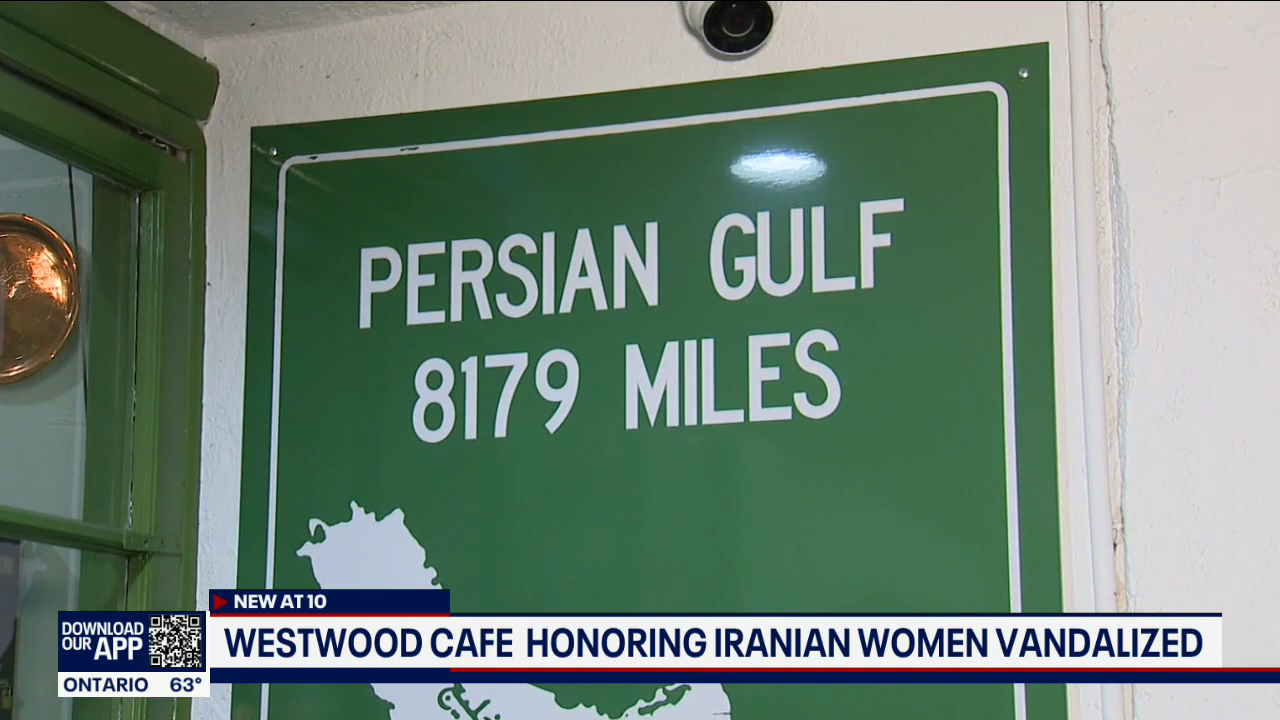 PERSIAN GULF
8179 MILES
NEW AT 10
WESTWOOD CAFE HONORING IRANIAN WOMEN VANDALIZED
DOWNLOAD
OUR APP
ONTARIO 63°